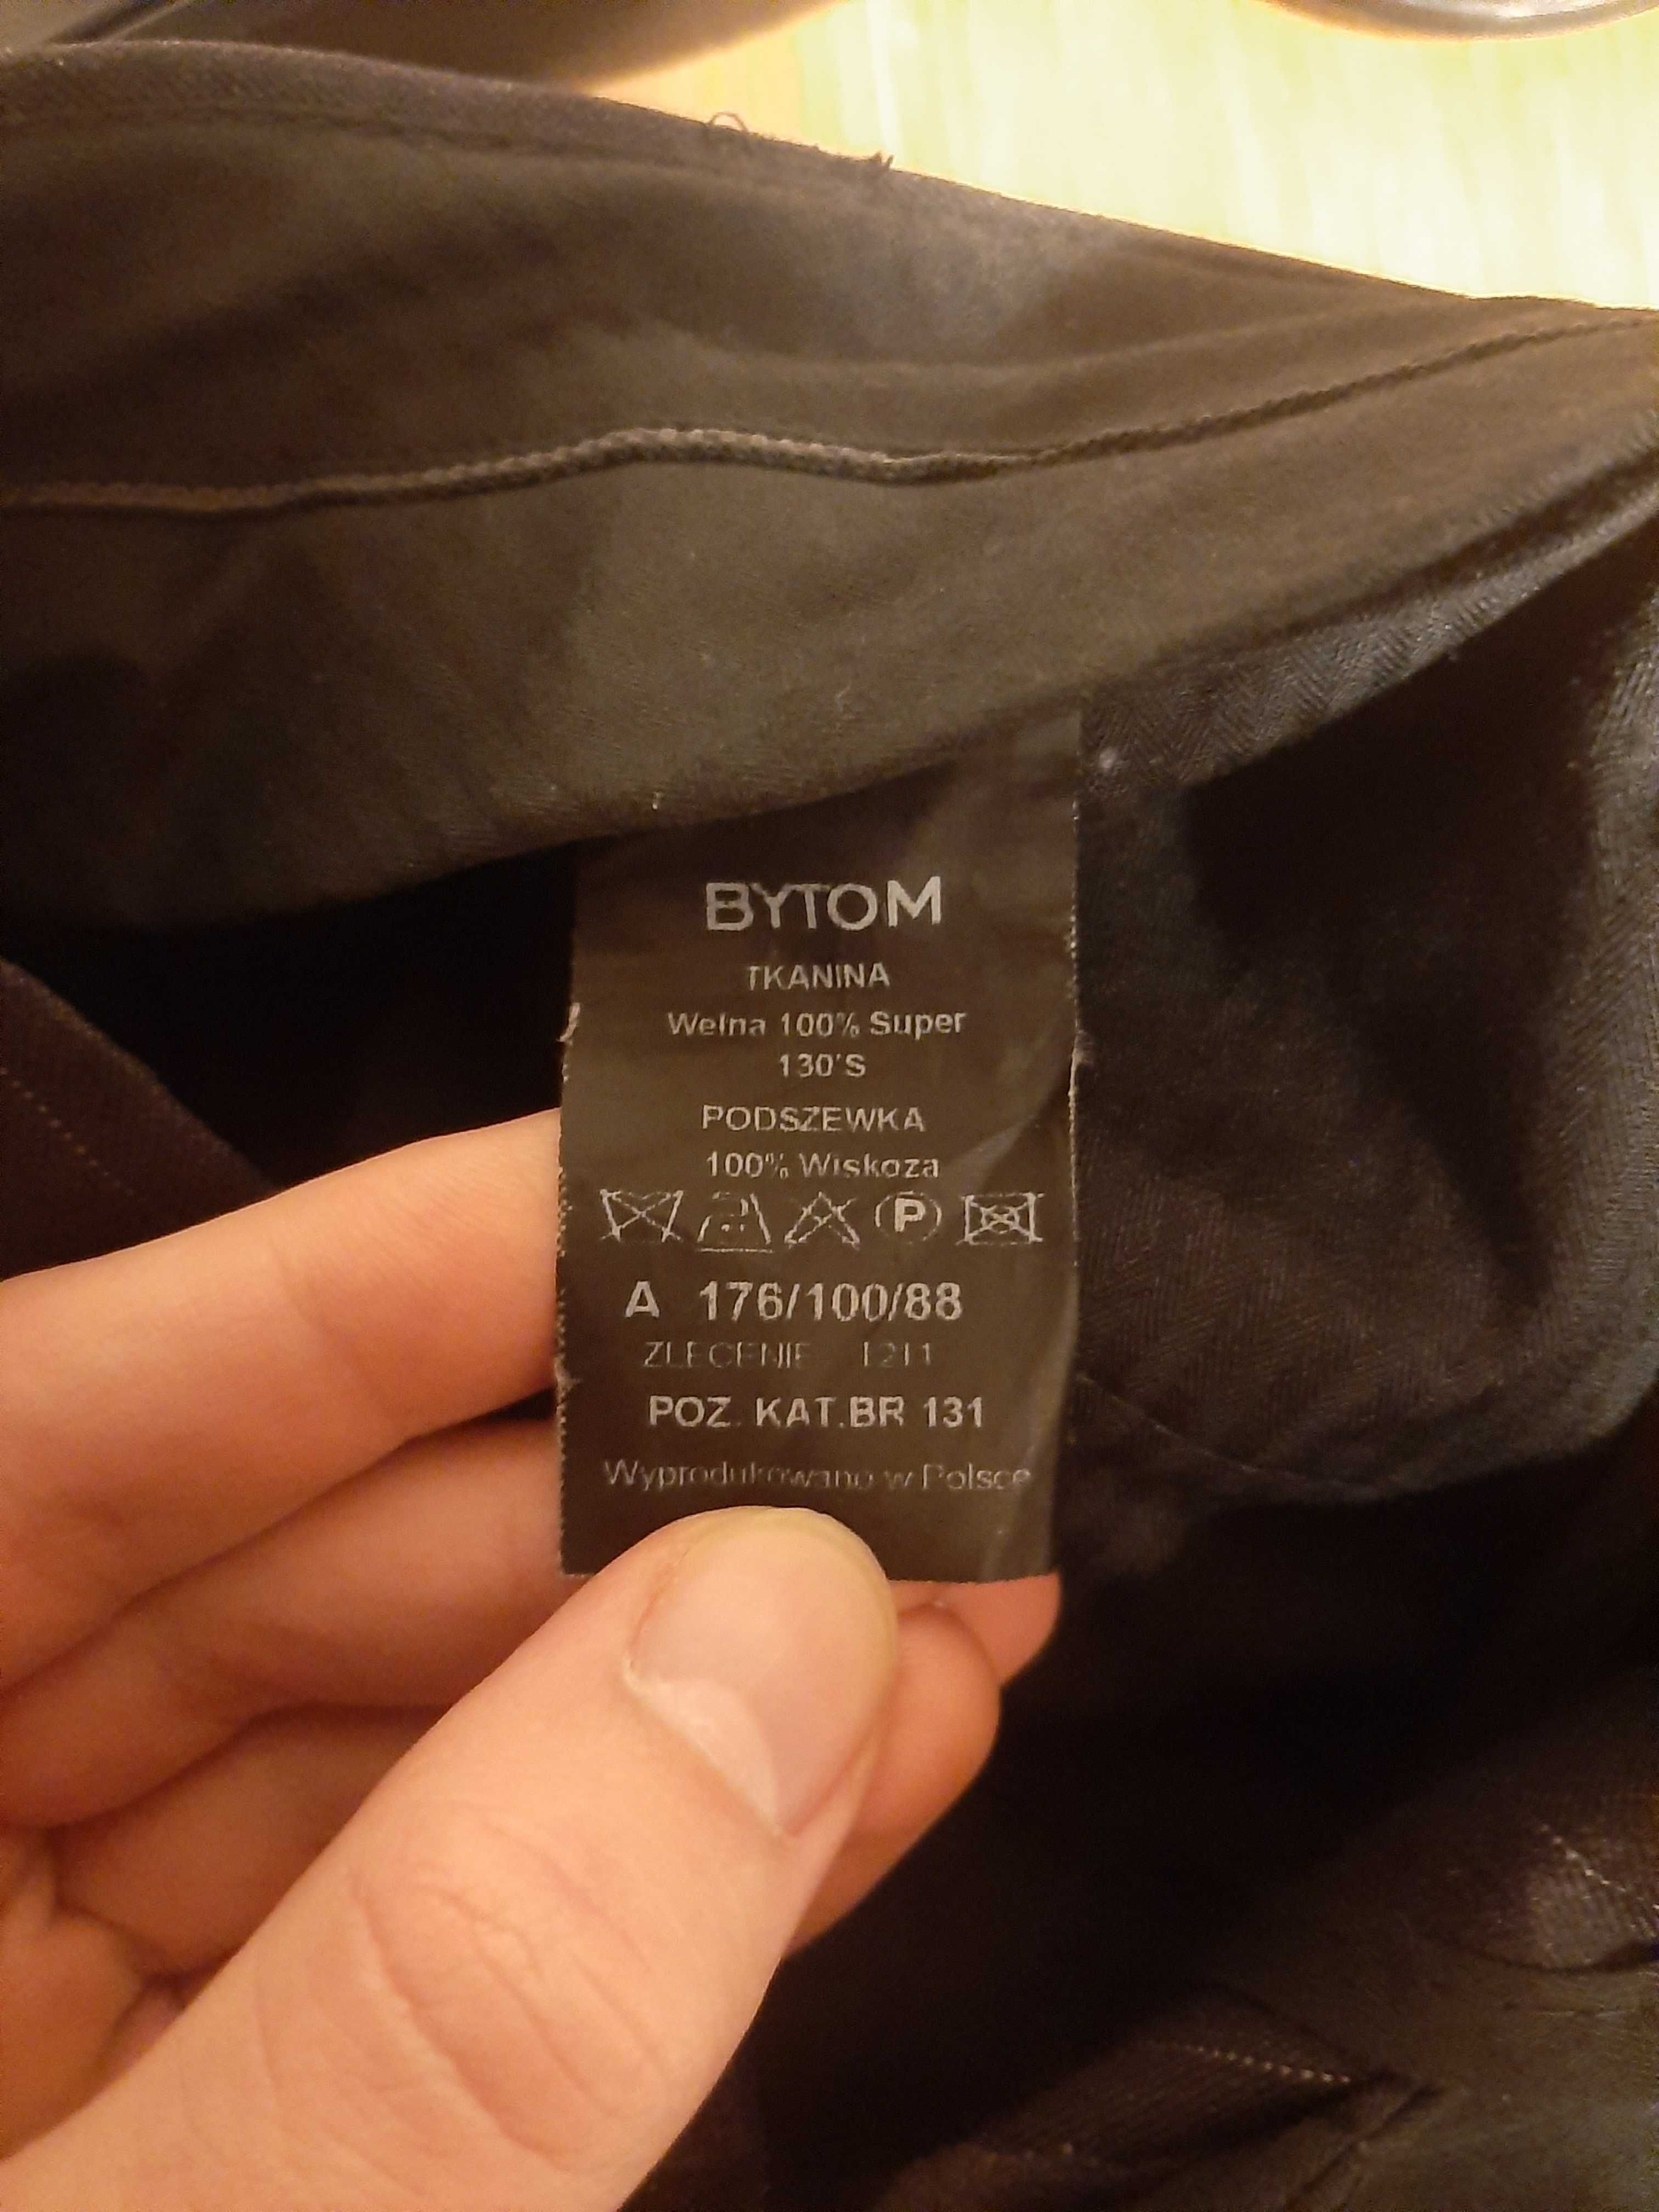 BYTOM
TKANINA
Wełna 100% Super
130'S
PODSZEWKA
100% Wiskoza
P
A 176/100/88
ZLECENIE 1211
POZ. KAT.BR 131
Wyprodukowano w Polsce